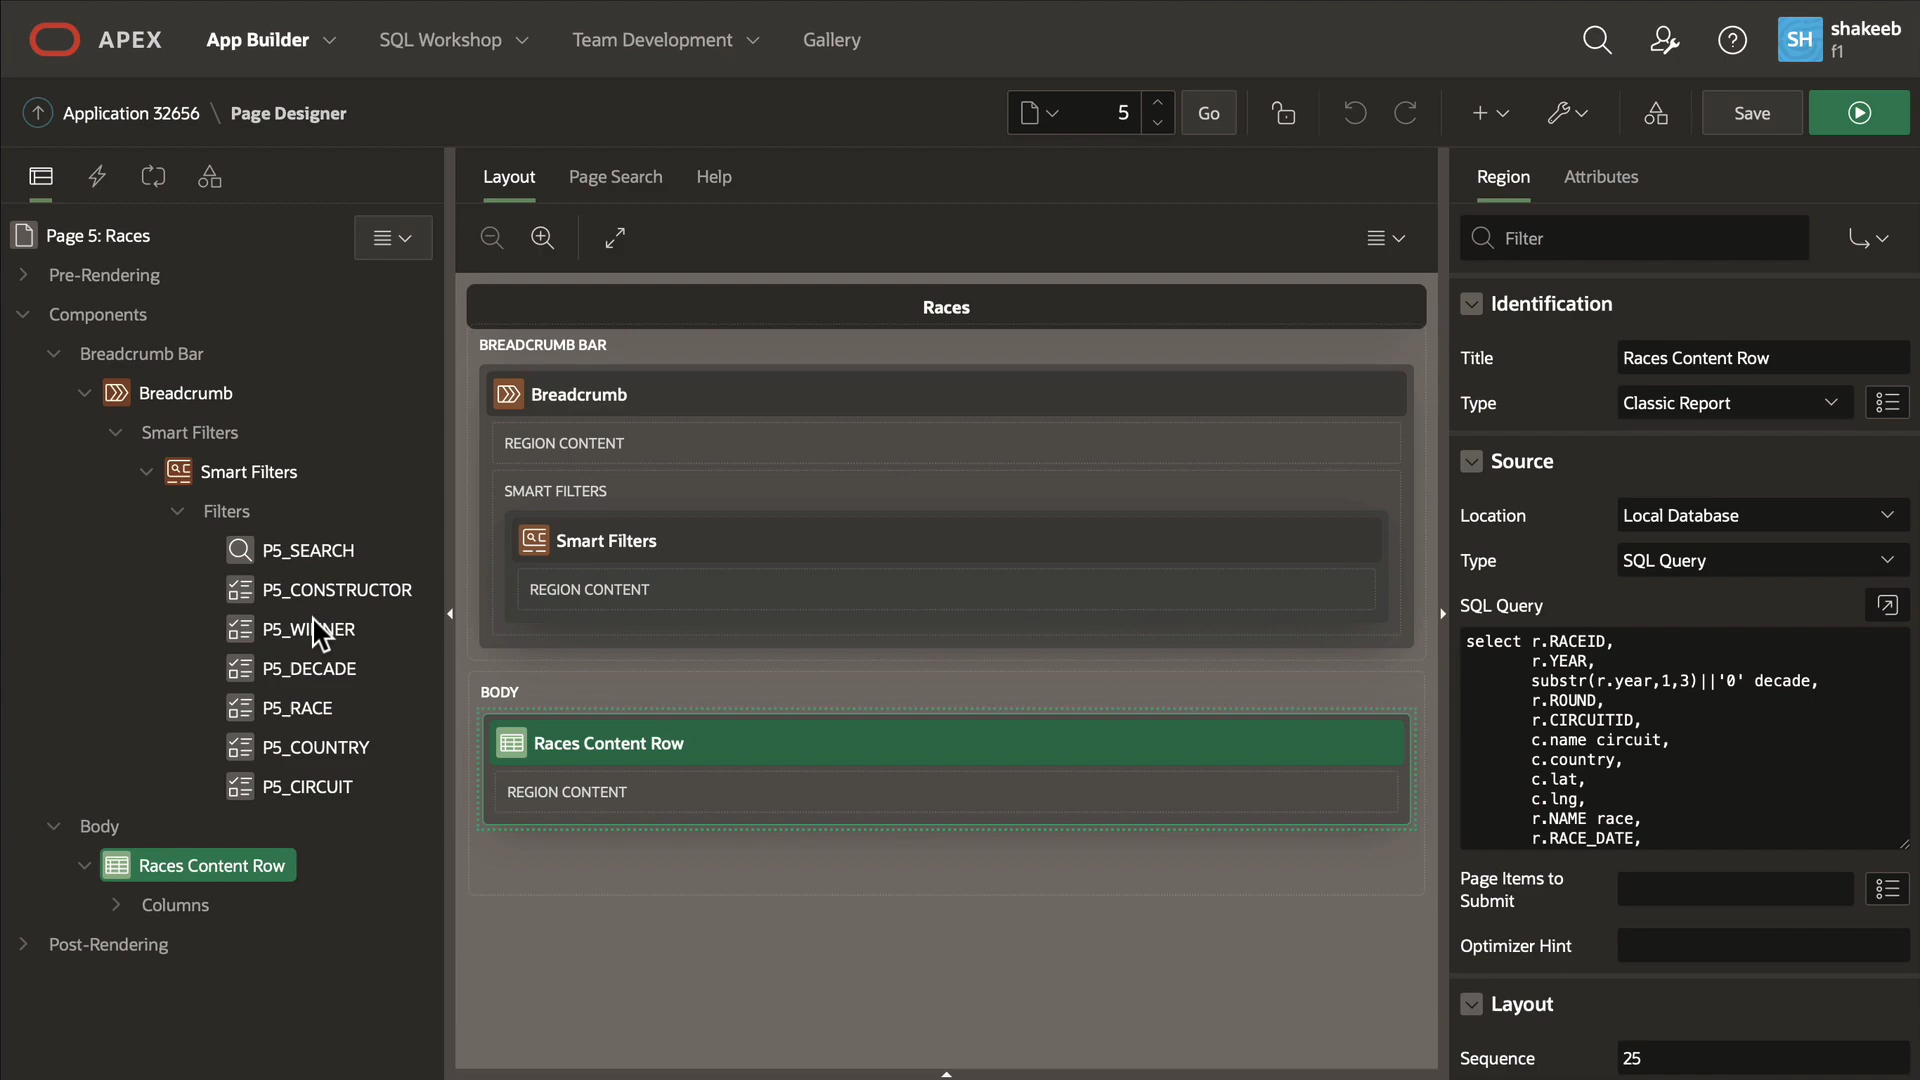 APEX
App Builder
SQL Workshop
Team Development
Gallery
SH
shakeeb
f1
Application 32656 \ Page Designer
5
Go
Save
Layout
Page Search
Help
Region
Attributes
Page 5: Races
Pre-Rendering
Components
Breadcrumb Bar
Breadcrumb
Smart Filters
Smart Filters
Filters
P5_SEARCH
P5_CONSTRUCTOR
P5_WINNER
P5_DECADE
P5_RACE
P5_COUNTRY
P5_CIRCUIT
Body
Races Content Row
Columns
Post-Rendering
Races
BREADCRUMB BAR
Breadcrumb
REGION CONTENT
SMART FILTERS
Smart Filters
REGION CONTENT
BODY
Races Content Row
REGION CONTENT
Filter
Identification
Title
Races Content Row
Type
Classic Report
Source
Location
Local Database
Type
SQL Query
SQL Query
select r.RACEID,
r.YEAR,
substr(r.year,1,3)||'0' decade,
r.ROUND,
r.CIRCUITID,
c.name circuit,
c.country,
c.lat,
c.lng,
r.NAME race,
r.RACE_DATE,
Page Items to
Submit
Optimizer Hint
Layout
Sequence
25